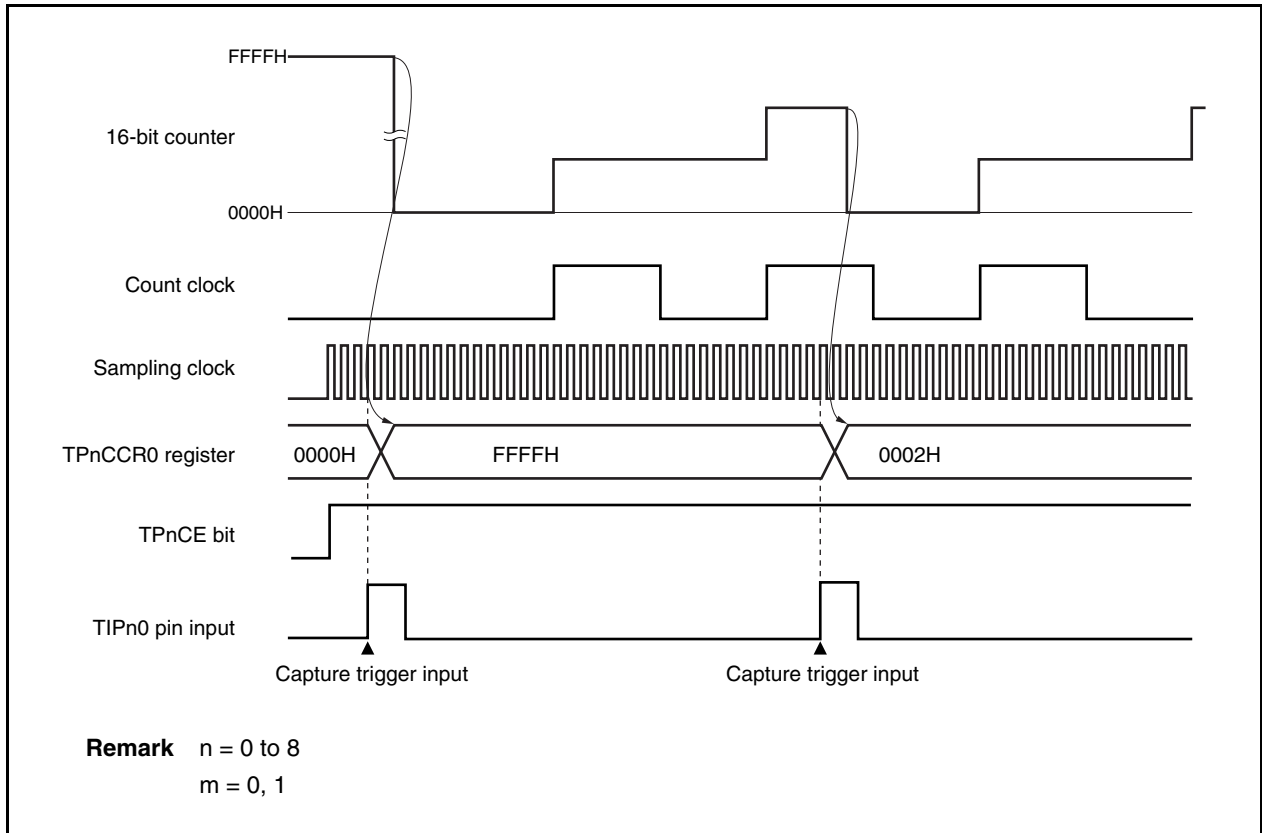 FFFFH
16-bit counter
0000H
Count clock
Sampling clock
TPnCCR0 register 0000H FFFFH 0002H
TPnCE bit
TIPn0 pin input
Capture trigger input Capture trigger input
Remark n = 0 to 8
m = 0, 1